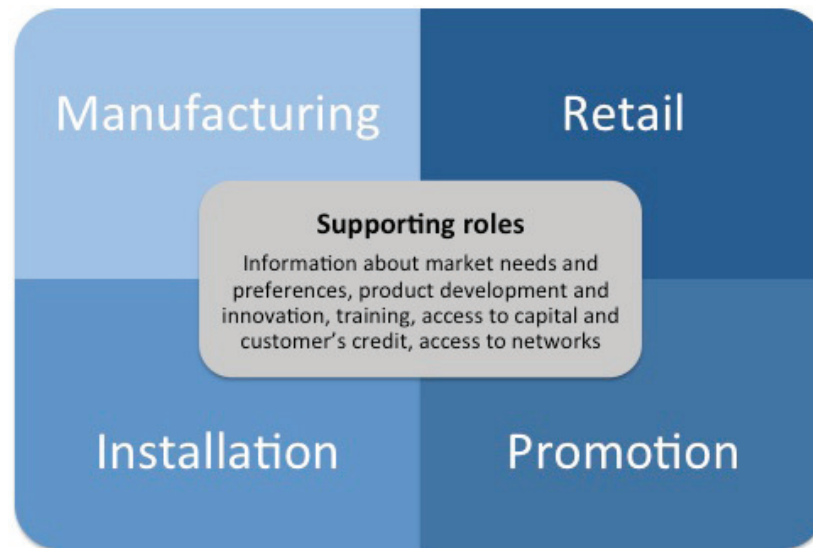 Manufacturing
Retail
Supporting roles
Information about market needs and
preferences, product development and
innovation, training, access to capital and
customer’s credit, access to networks
Installation
Promotion